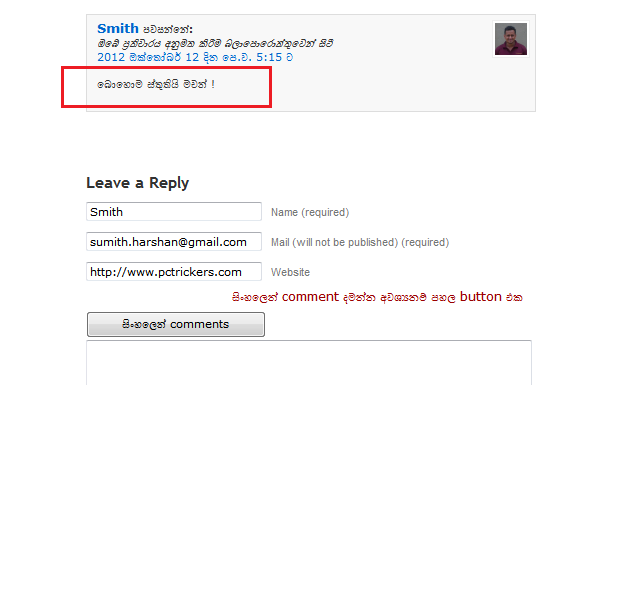 Smith පවසන්නේ:
ඔබේ ප්‍රතිචාරය අනුමත කිරීම බලාපොරොත්තුවෙන් සිටී
2012 ඔක්තෝබර් 12 දින පෙ.ව. 5:15 ට
බොහොම ස්තුතියි මචන් !
Leave a Reply
Smith Name (required)
sumith.harshan@gmail.com Mail (will not be published) (required)
http://www.pctrickers.com Website
සිංහලෙන් comment දමන්න අවශ්‍යනම් පහල button එක
සිංහලෙන් comments